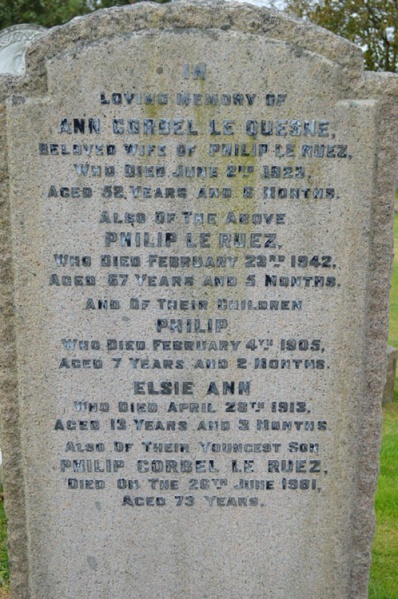 IN
LOVING MEMORY OF
ANN CORBEL LE QUESNE,
BELOVED WIFE OF PHILIP LE RUEZ,
WHO DIED JUNE 2ND 1923,
AGED 52 YEARS AND MONTHS.
ALSO OF THE ABOVE
PHILIP LE RUEZ,
WHO DIED FEBRUARY 23RD 1942,
AGED 67 YEARS AND 5 MONTHS.
AND OF THEIR CHILDREN
PHILIP
WHO DIED FEBRUARY 4TH 1905,
AGED 7 YEARS AND 2 MONTHS.
ELSIE ANN
WHO DIED APRIL 28TH 1913,
AGED 13 YEARS AND 3 MONTHS.
ALSO OF THEIR YOUNGEST SON
PHILIP CORBEL LE RUEZ,
DIED ON THE 26TH JUNE 1981,
AGED 73 YEARS.